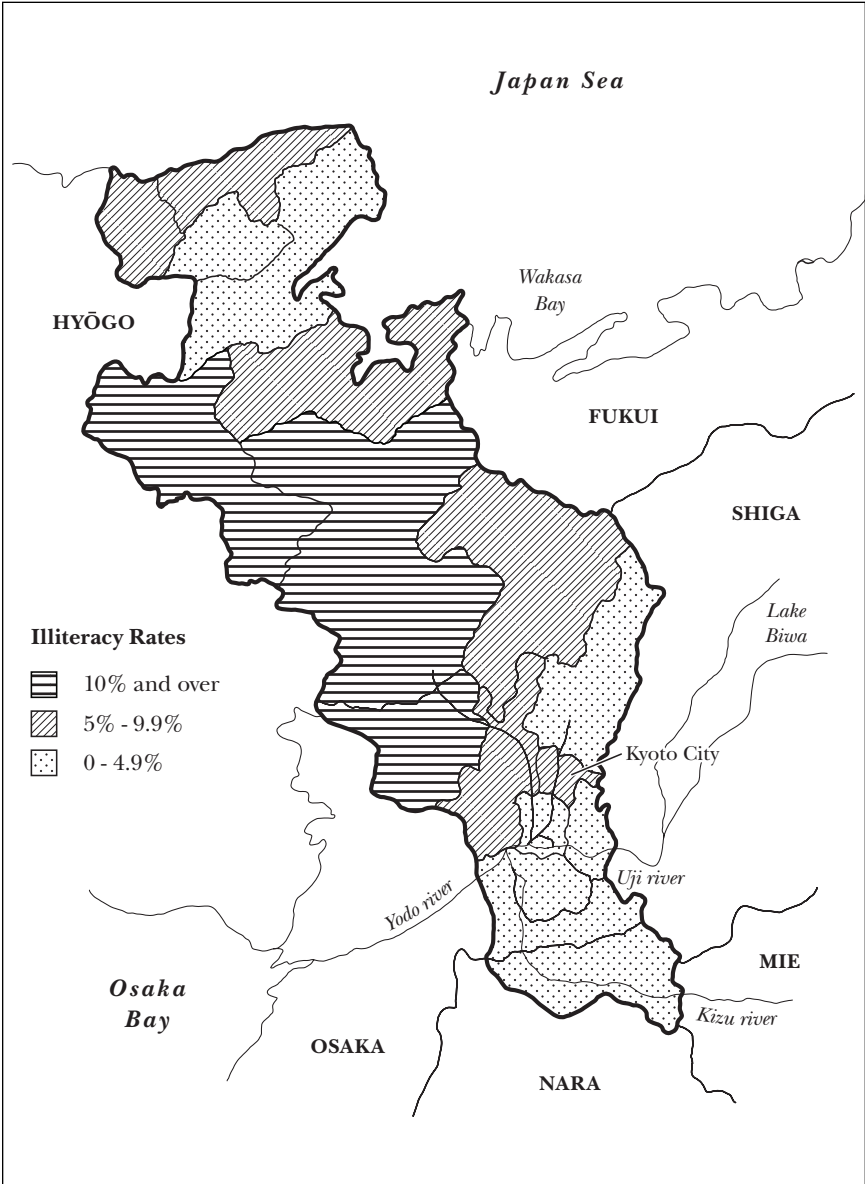 Japan Sea
Wakasa
Bay
HYŌGO
FUKUI
SHIGA
Lake
Biwa
Illiteracy Rates
10% and over
5% - 9.9%
0 - 4.9%
Kyoto City
Uji river
Yodo river
MIE
Osaka
Bay
Kizu river
OSAKA
NARA